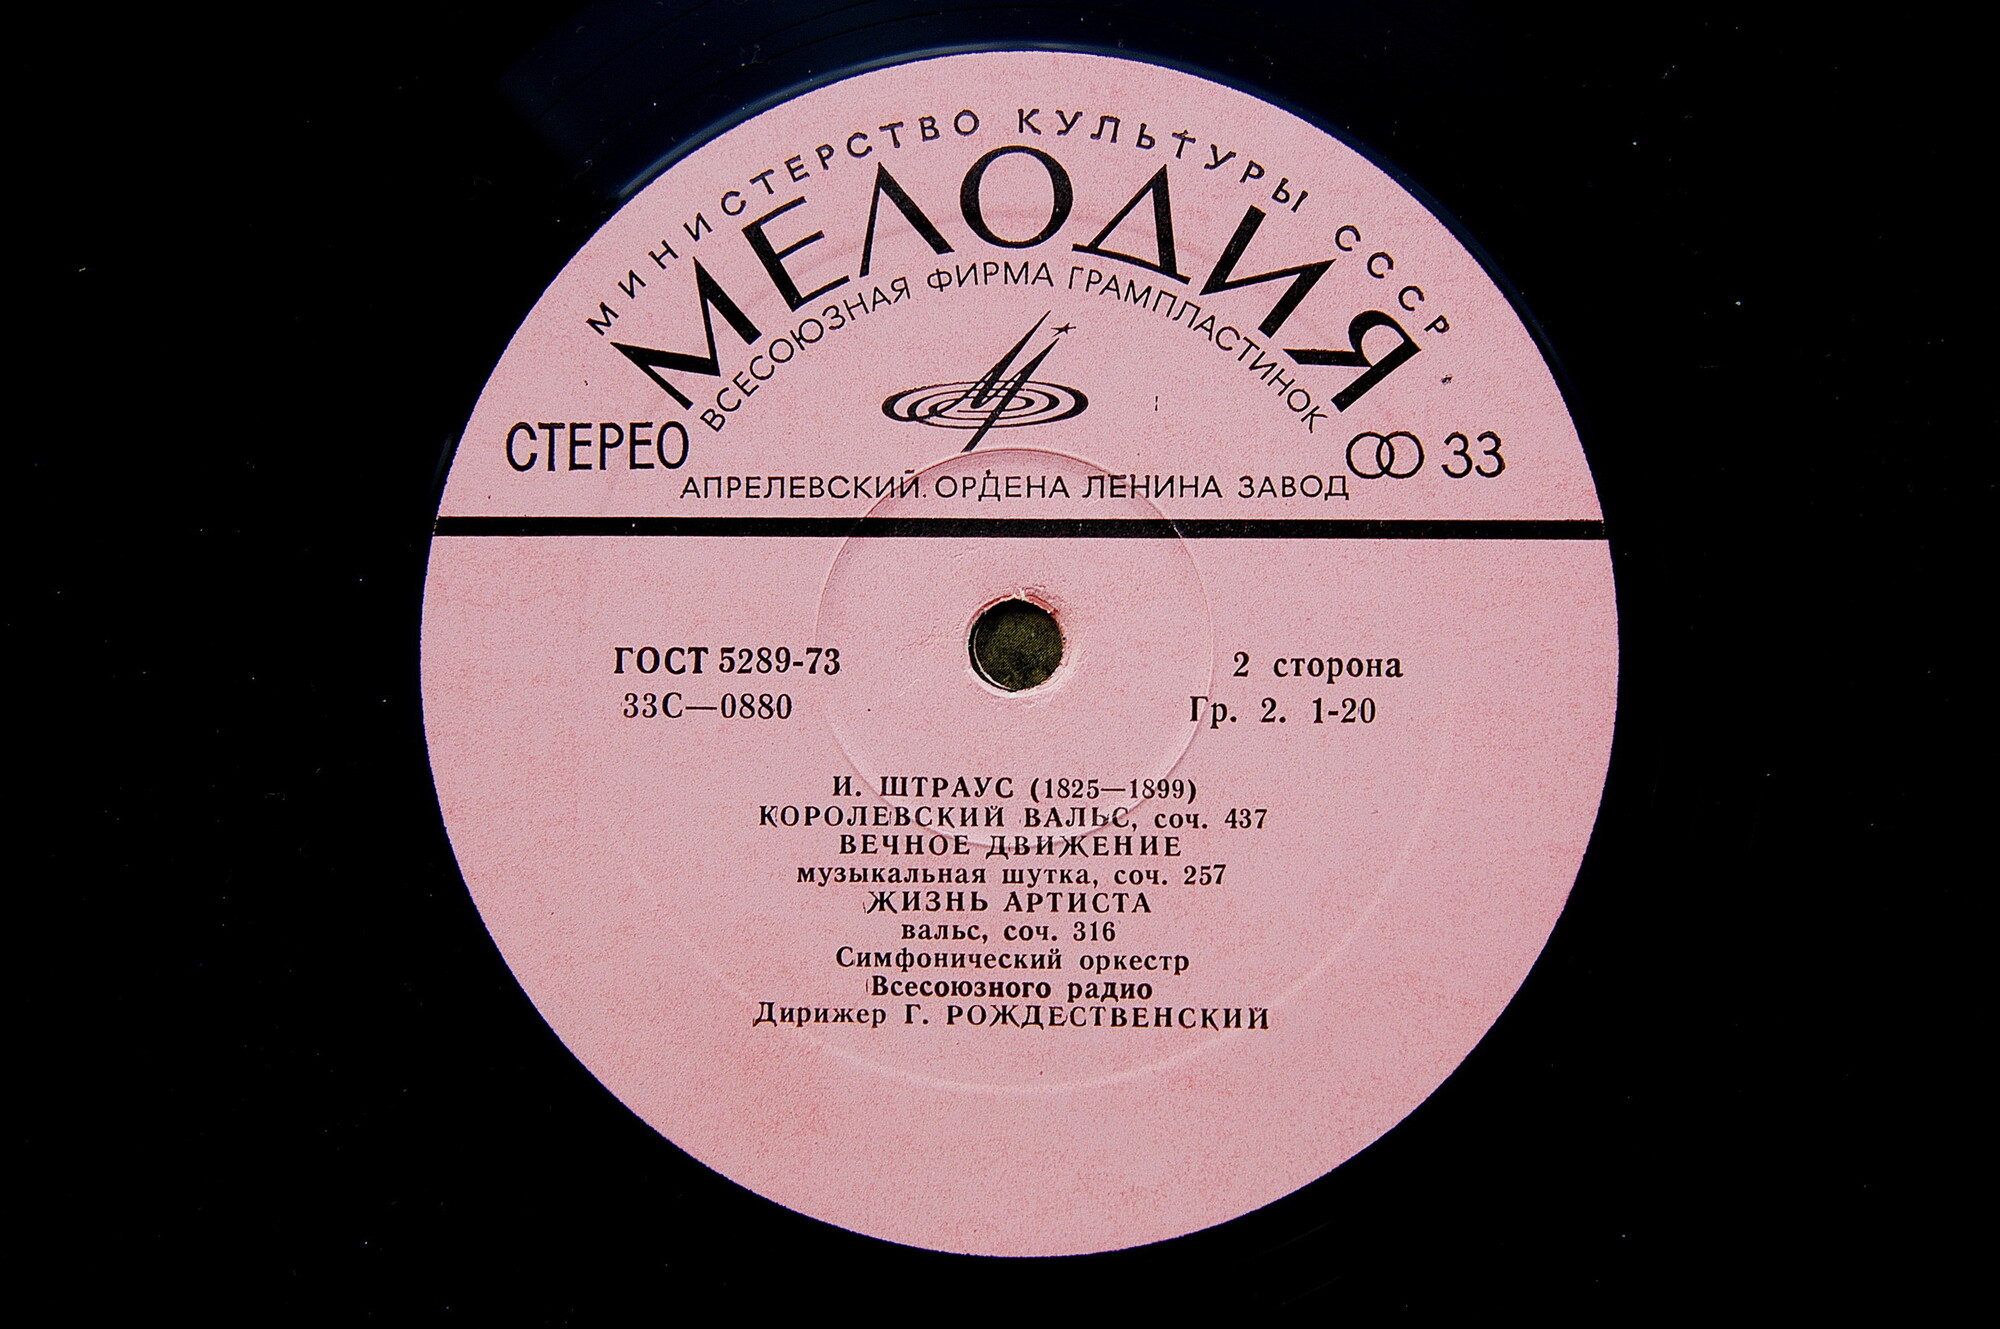 МИНИСТЕРСТВО КУЛЬТУРЫ СССР
МЕЛОДИЯ
ВСЕСОЮЗНАЯ ФИРМА ГРАМПЛАСТИНОК
СТЕРЕО
33
АПРЕЛЕВСКИЙ ОРДЕНА ЛЕНИНА ЗАВОД
ГОСТ 5289-73
2 сторона
33С—0880
Гр. 2. 1-20
И. ШТРАУС (1825—1899)
КОРОЛЕВСКИЙ ВАЛЬС, соч. 437
ВЕЧНОЕ ДВИЖЕНИЕ
музыкальная шутка, соч. 257
ЖИЗНЬ АРТИСТА
вальс, соч. 316
Симфонический оркестр
Всесоюзного радио
Дирижер Г. РОЖДЕСТВЕНСКИЙ